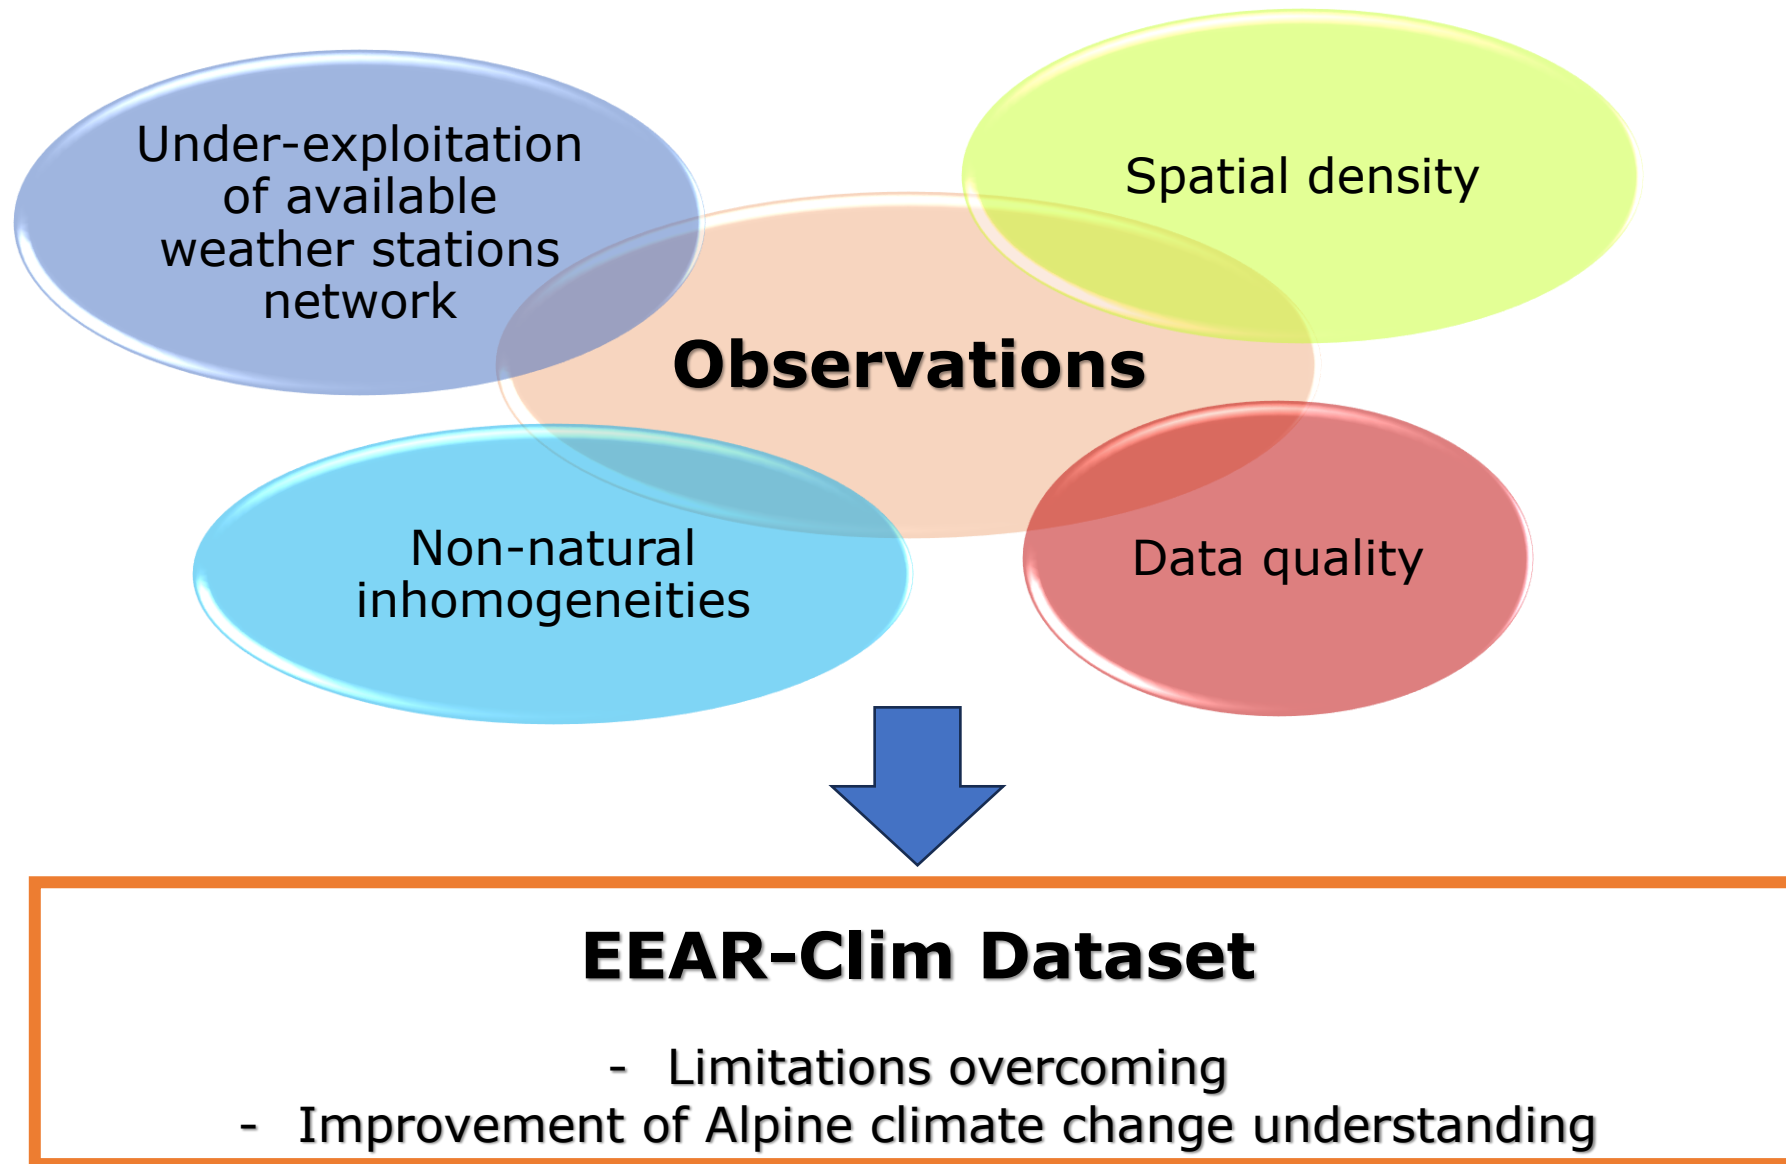 Under-exploitation
of available
weather stations
network
Spatial density
Observations
Non-natural
inhomogeneities
Data quality
EEAR-Clim Dataset
- Limitations overcoming
- Improvement of Alpine climate change understanding